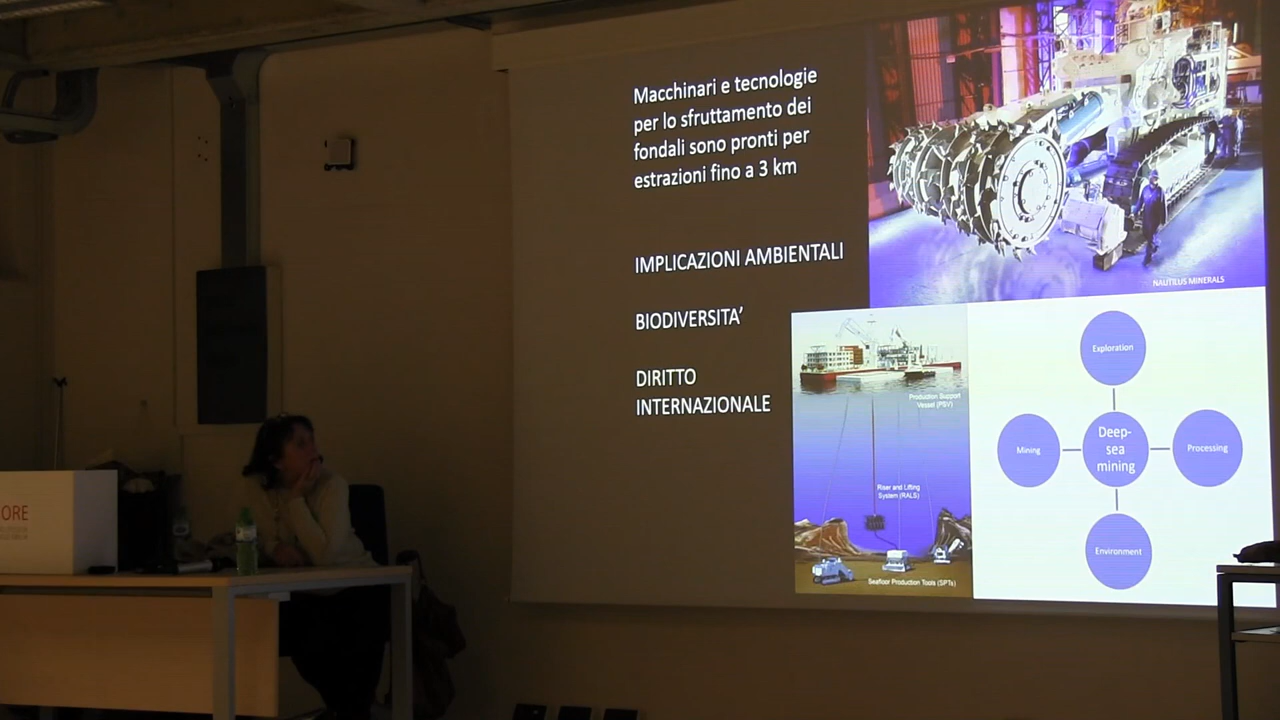 Macchinari e tecnologie
per lo sfruttamento dei
fondali sono pronti per
estrazioni fino a 3 km
IMPLICAZIONI AMBIENTALI
BIODIVERSITA’
DIRITTO
INTERNAZIONALE
NAUTILUS MINERALS
Production Support
Vessel (PSV)
Riser and Lifting
System (RALS)
Seafloor Production Tools (SPTs)
Exploration
Mining
Deep-
sea
mining
Processing
Environment
ORE